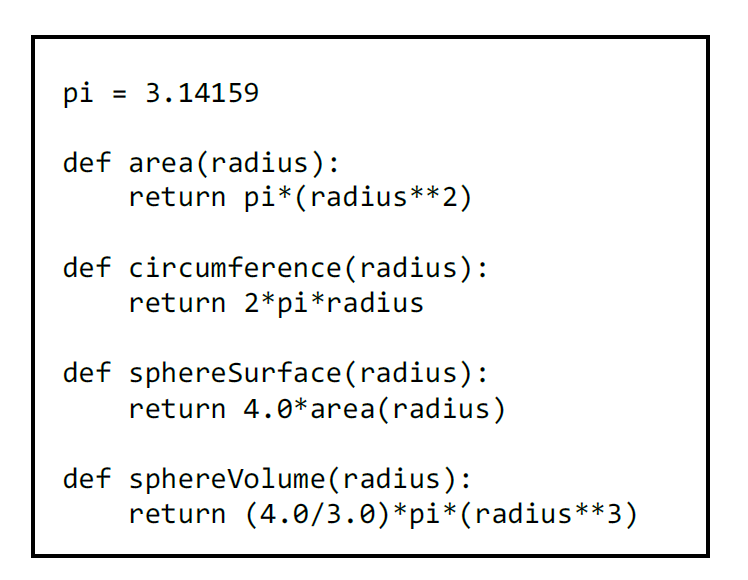 pi = 3.14159
def area(radius):
    return pi*(radius**2)
def circumference(radius):
    return 2*pi*radius
def sphereSurface(radius):
    return 4.0*area(radius)
def sphereVolume(radius):
    return (4.0/3.0)*pi*(radius**3)